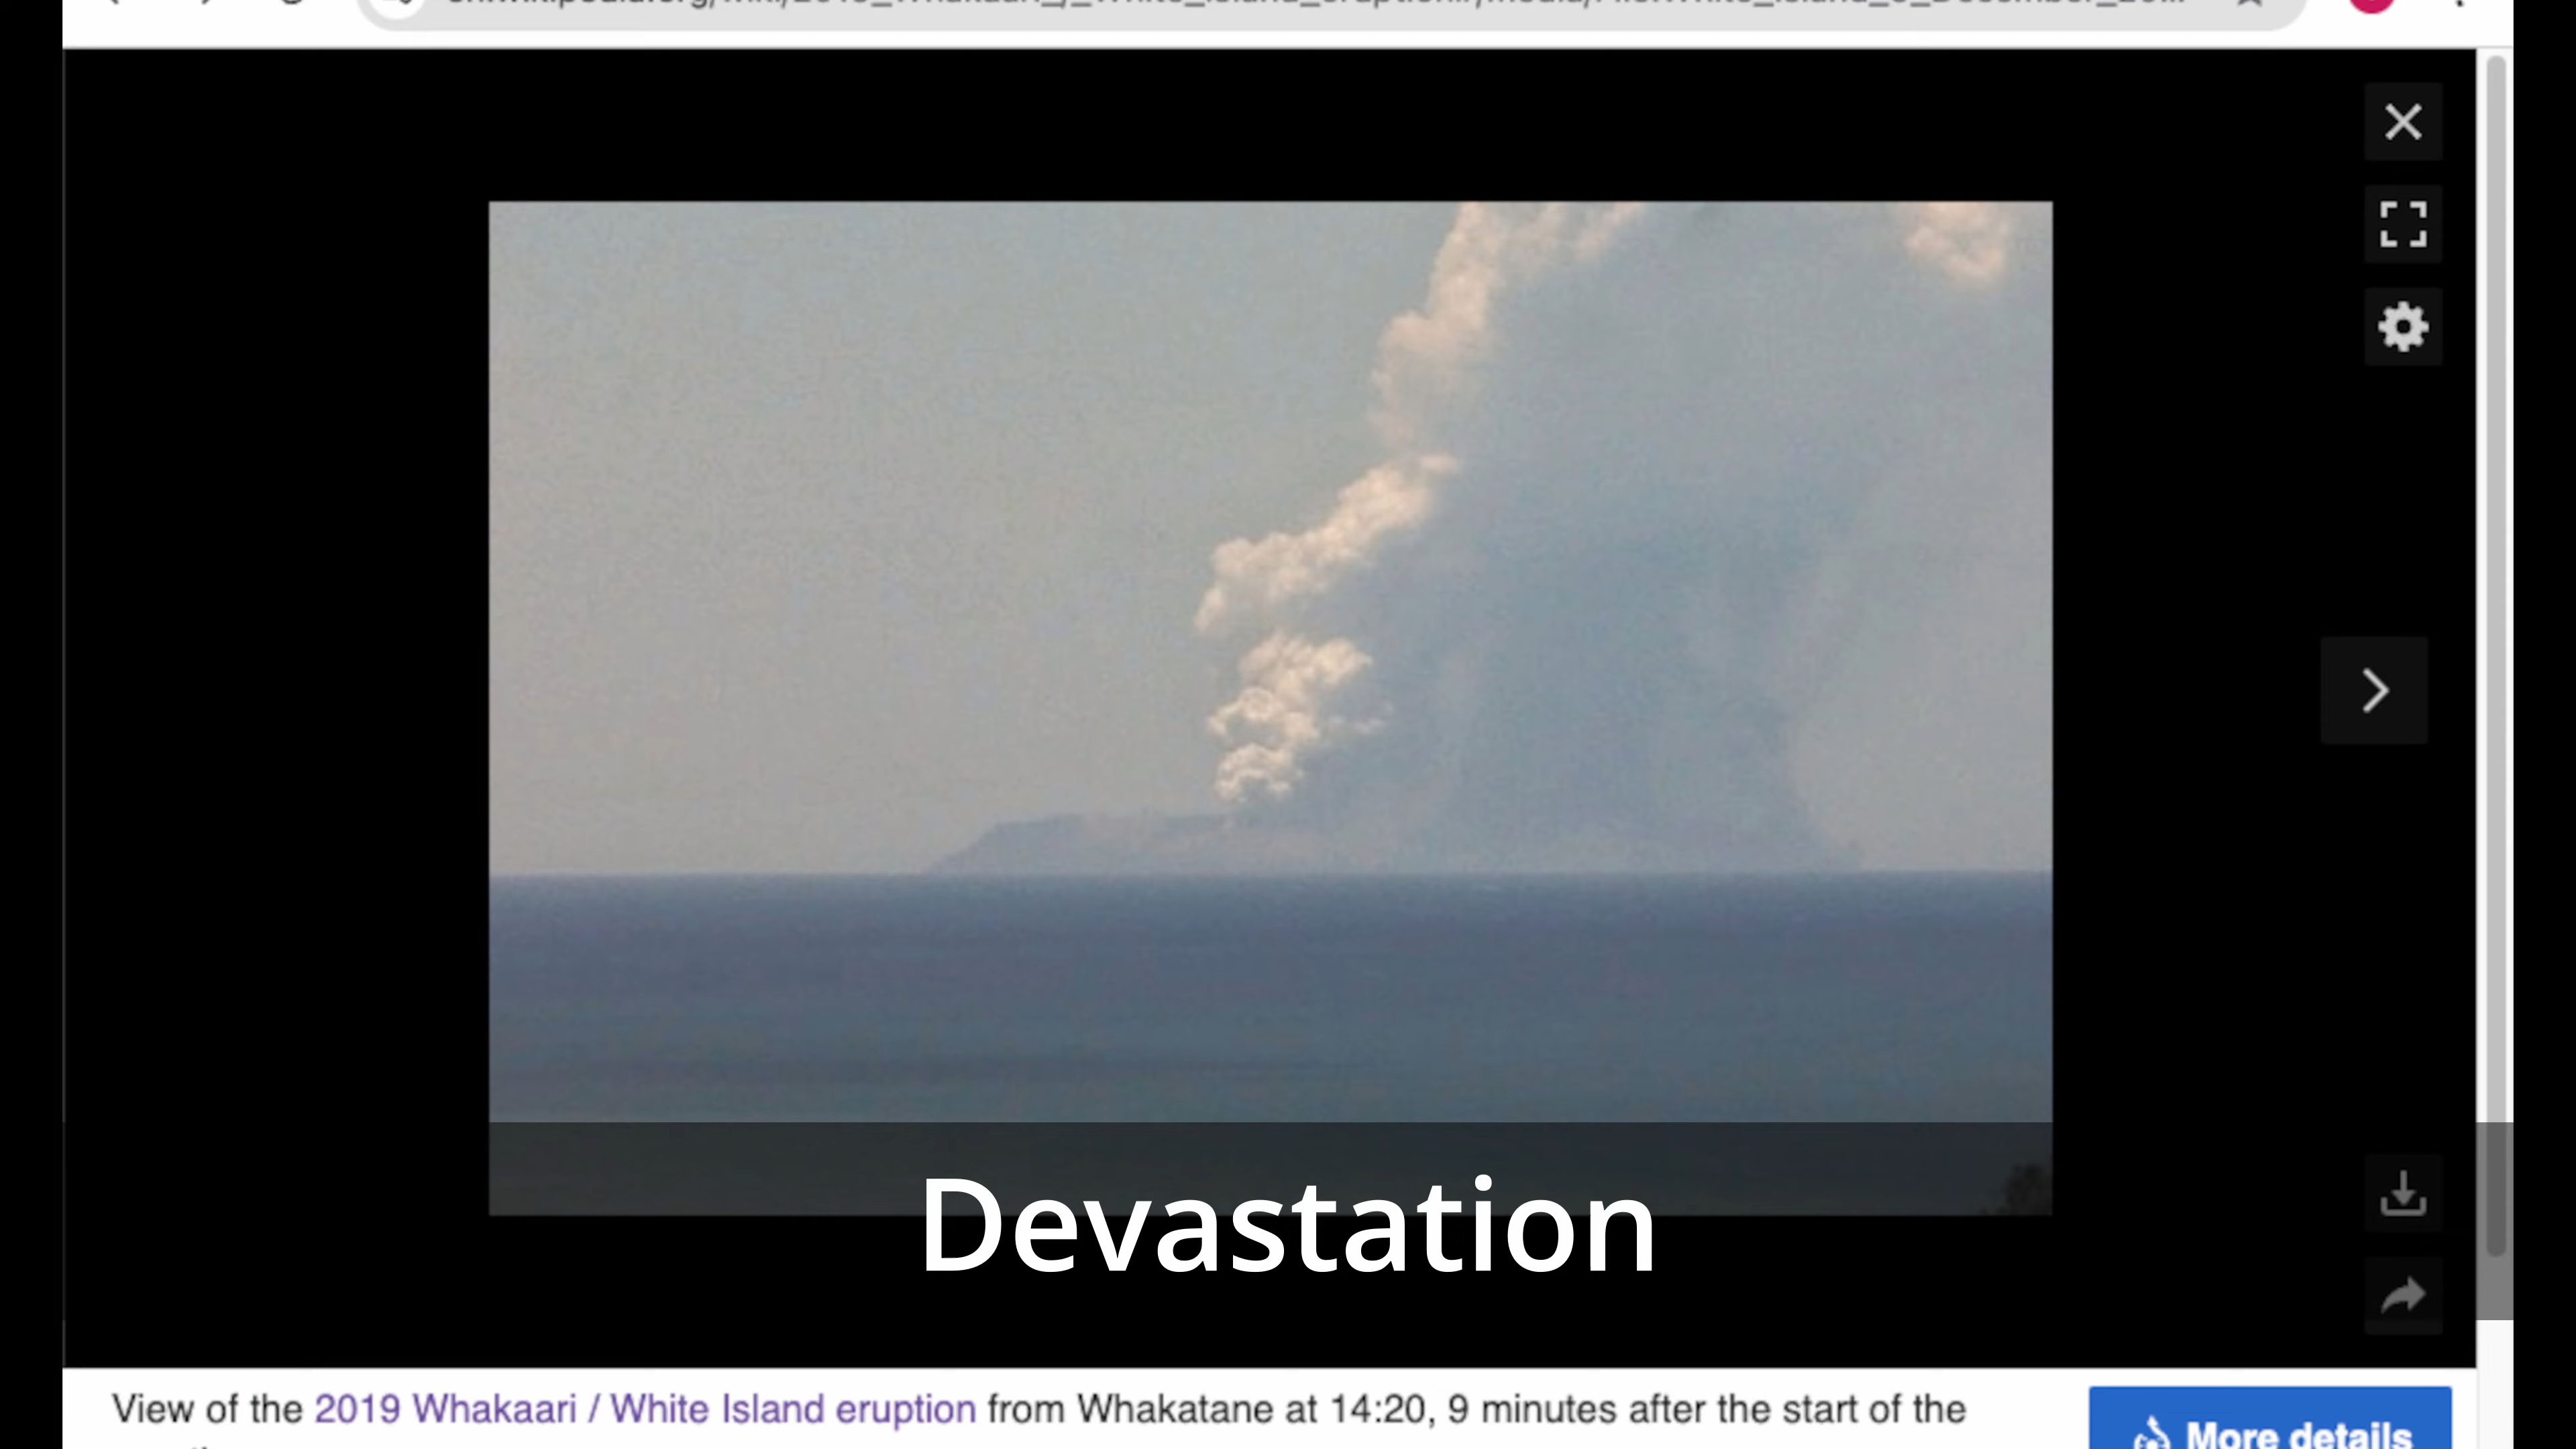 Devastation
View of the 2019 Whakaari / White Island eruption from Whakatane at 14:20, 9 minutes after the start of the
More details